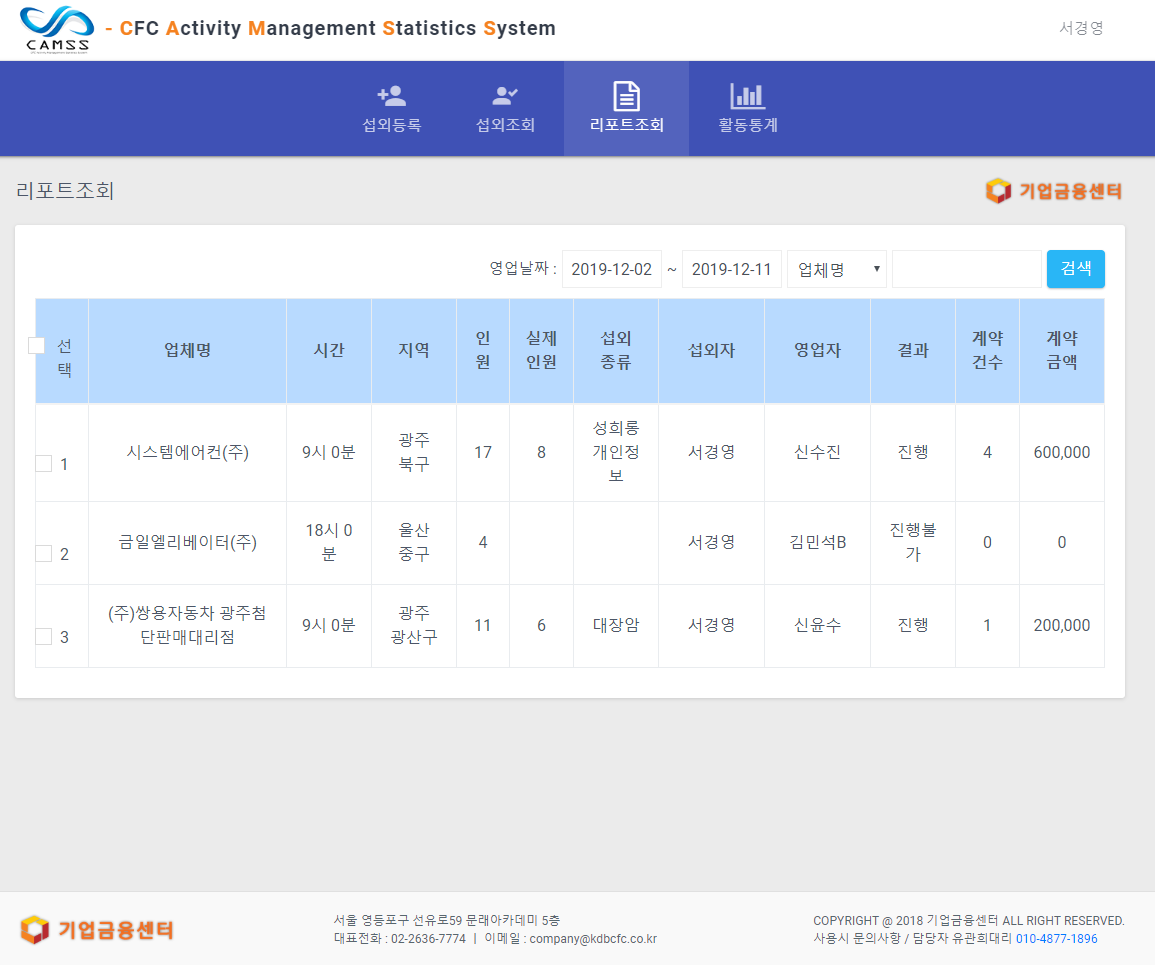 CAMSS
- CFC Activity Management Statistics System
서경영
섭외등록
섭외조회
리포트조회
활동통계
리포트조회
기업금융센터
영업날짜 : 2019-12-02 ~ 2019-12-11 업체명 검색
선택 업체명 시간 지역 인원 실제인원 섭외종류 섭외자 영업자 결과 계약건수 계약금액
1 시스템에어컨(주) 9시 0분 광주 북구 17 8 성희롱 개인정보 서경영 신수진 진행 4 600,000
2 금일엘리베이터(주) 18시 0분 울산 중구 4 서경영 김민석B 진행불가 0 0
3 (주)쌍용자동차 광주첨단판매대리점 9시 0분 광주 광산구 11 6 대장암 서경영 신윤수 진행 1 200,000
기업금융센터
서울 영등포구 선유로59 문래아카데미 5층
대표전화 : 02-2636-7774 | 이메일 : company@kdbcfc.co.kr
COPYRIGHT @ 2018 기업금융센터 ALL RIGHT RESERVED.
사용시 문의사항 / 담당자 유관희대리 010-4877-1896